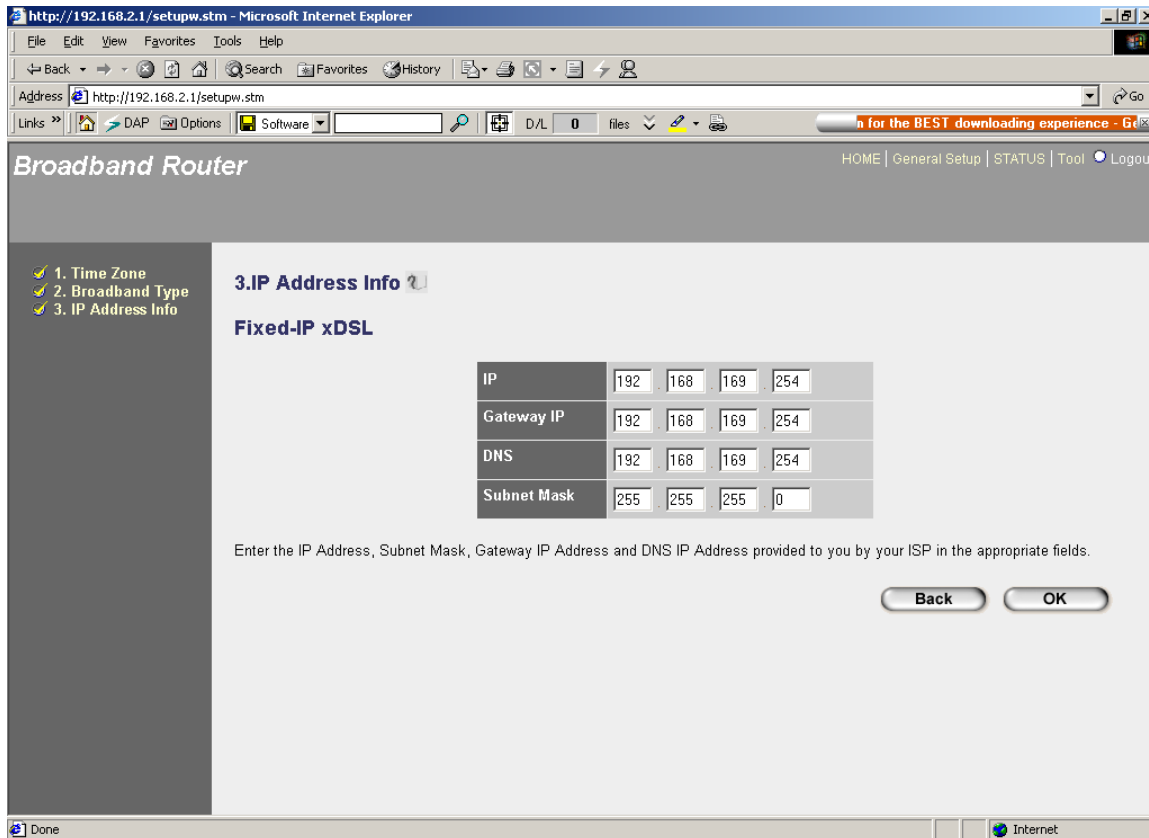 http://192.168.2.1/setupw.stm - Microsoft Internet Explorer
File Edit View Favorites Tools Help
Back Search Favorites History
Address http://192.168.2.1/setupw.stm Go
Links » DAP Options Software D/L 0 files n for the BEST downloading experience - Ge
Broadband Router
HOME | General Setup | STATUS | Tool Logou
1. Time Zone
2. Broadband Type
3. IP Address Info
3.IP Address Info
Fixed-IP xDSL
IP 192 . 168 . 169 . 254
Gateway IP 192 . 168 . 169 . 254
DNS 192 . 168 . 169 . 254
Subnet Mask 255 . 255 . 255 . 0
Enter the IP Address, Subnet Mask, Gateway IP Address and DNS IP Address provided to you by your ISP in the appropriate fields.
Back OK
Done Internet